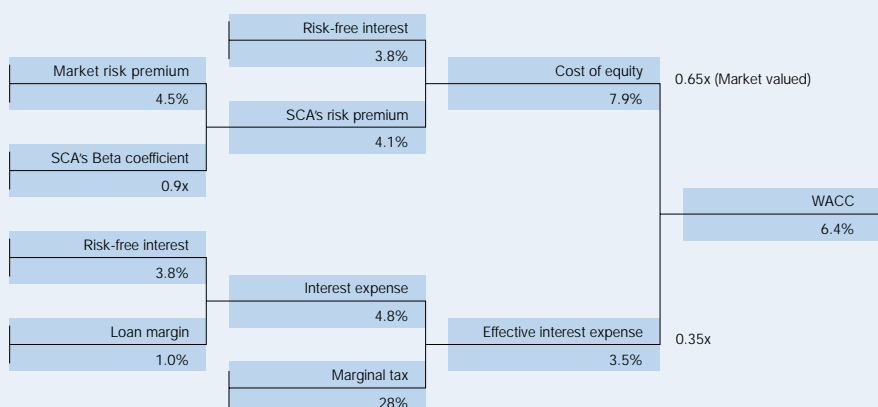 Risk-free interest
3.8%
Market risk premium
4.5%
Cost of equity
7.9%
0.65x (Market valued)
SCA's risk premium
4.1%
SCA's Beta coefficient
0.9x
WACC
6.4%
Risk-free interest
3.8%
Interest expense
4.8%
Loan margin
1.0%
Effective interest expense
3.5%
0.35x
Marginal tax
28%